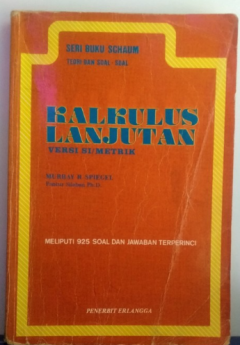 SERI BUKU SCHAUM
TEORI DAN SOAL - SOAL
KALKULUS
LANJUTAN
VERSI SI/METRIK
MURRAY R. SPIEGEL
MELIPUTI 925 SOAL DAN JAWABAN TERPERINCI
PENERBIT ERLANGGA